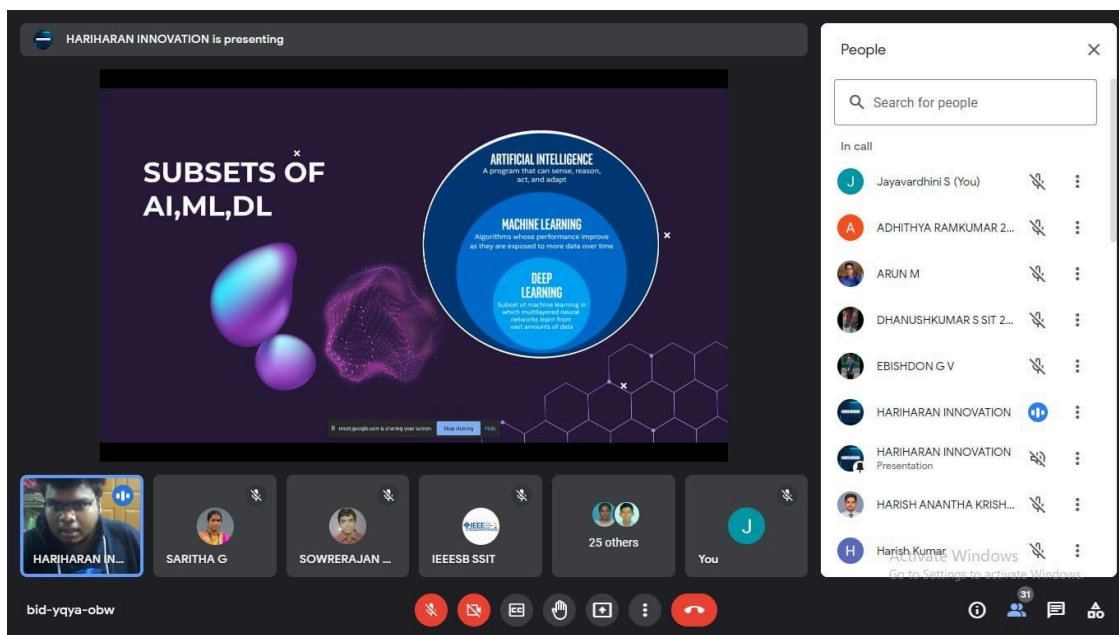 HARIHARAN INNOVATION is presenting
SUBSETS OF
AI,ML,DL
ARTIFICIAL INTELLIGENCE
A program that can sense, reason,
act, and adapt
MACHINE LEARNING
Algorithms whose performance improve
as they are exposed to more data over time
DEEP
LEARNING
Subset of machine learning in
which multilayered neural
networks learn from
vast amounts of data
meet.google.com is sharing your screen.
Stop sharing
Hide
HARIHARAN IN...
SARITHA G
SOWRERAJAN ...
IEEE
IEEESB SSIT
25 others
J
You
People
Search for people
In call
J
Jayavardhini S (You)
A
ADHITHYA RAMKUMAR 2...
ARUN M
DHANUSHKUMAR S SIT 2...
EBISHDON G V
HARIHARAN INNOVATION
HARIHARAN INNOVATION
Presentation
HARISH ANANTHA KRISH...
H
Harish Kumar
Activate Windows
Go to Settings to activate Windows.
bid-yqya-obw
CC
31